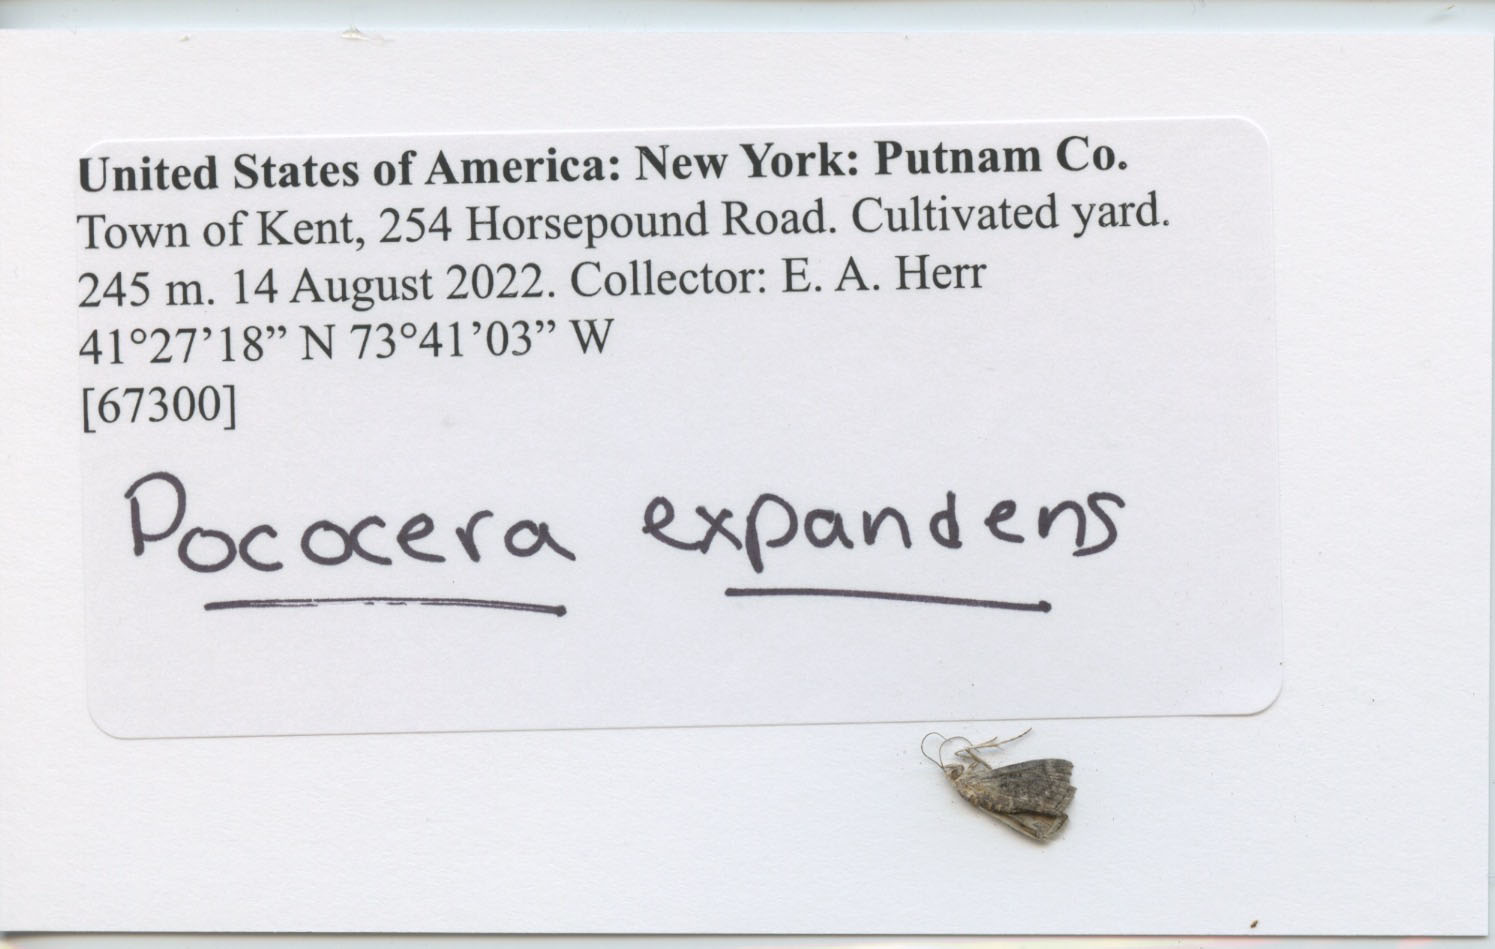 United States of America: New York: Putnam Co.
Town of Kent, 254 Horsepound Road. Cultivated yard.
245 m. 14 August 2022. Collector: E. A. Herr
41°27’18” N 73°41’03” W
[67300]
Pococera expandens